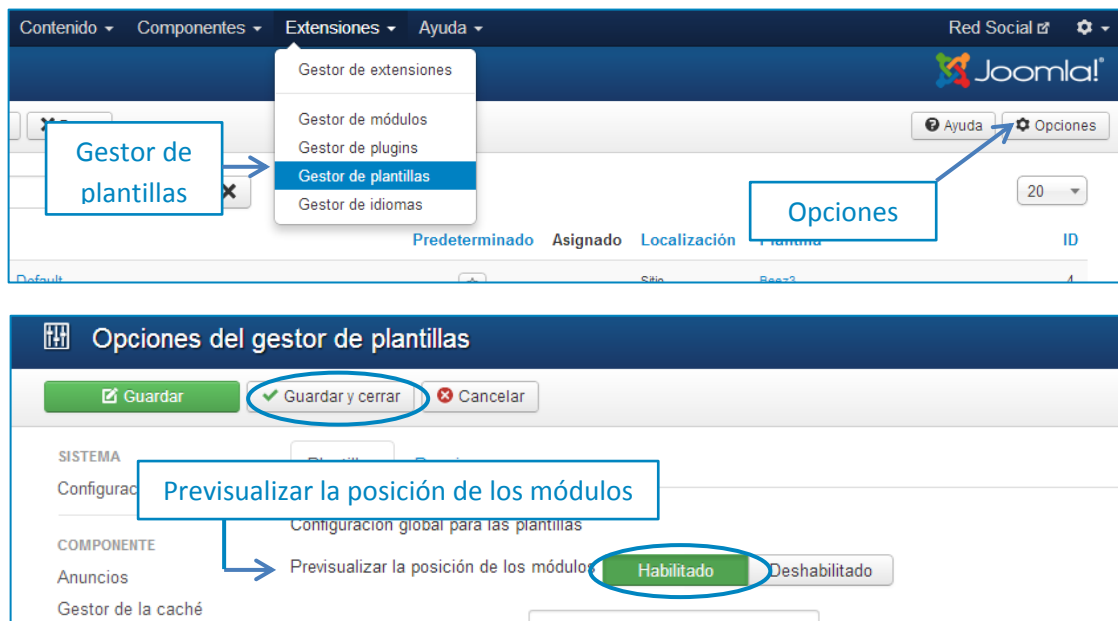 Contenido Componentes Extensiones Ayuda Red Social
Gestor de extensiones
Joomla!
Gestor de módulos
Ayuda Opciones
Gestor de plugins
Gestor de plantillas
Gestor de plantillas
Gestor de idiomas
20
Opciones
Predeterminado Asignado Localización Plantilla ID
Default Sitio Beez3 4
Opciones del gestor de plantillas
Guardar Guardar y cerrar Cancelar
SISTEMA
Previsualizar la posición de los módulos
Configuración global para las plantillas
COMPONENTE
Previsualizar la posición de los módulos Habilitado Deshabilitado
Anuncios
Gestor de la caché